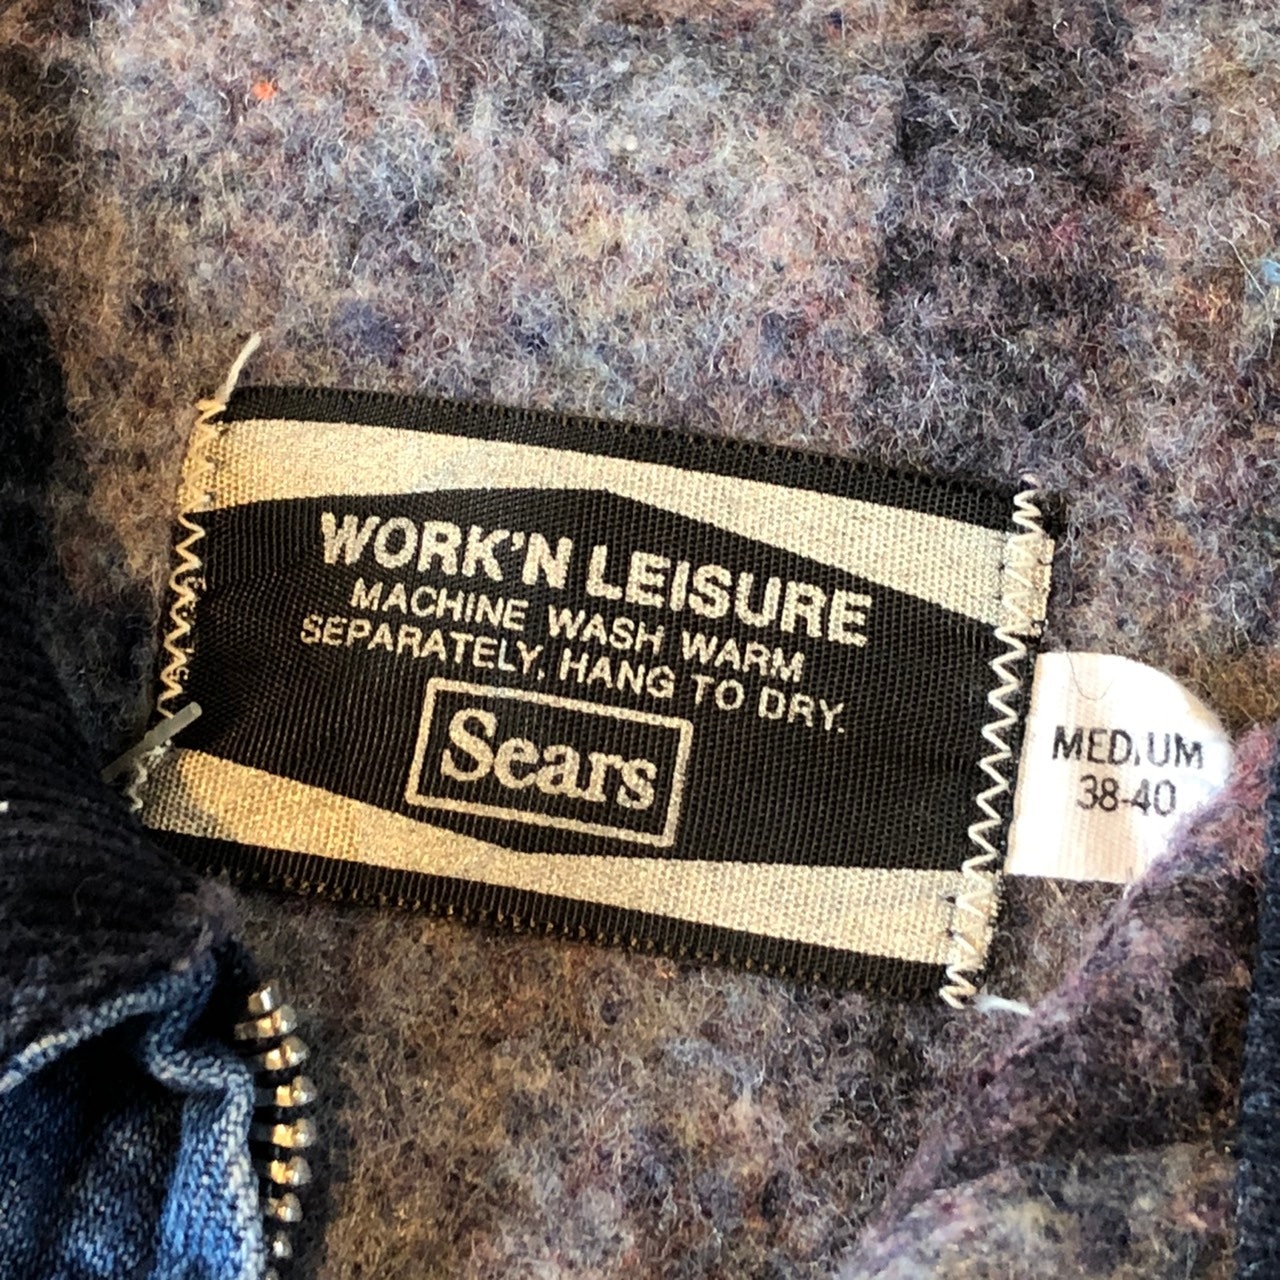 WORK'N LEISURE
MACHINE WASH WARM
SEPARATELY. HANG TO DRY.
Sears
MEDIUM
38-40